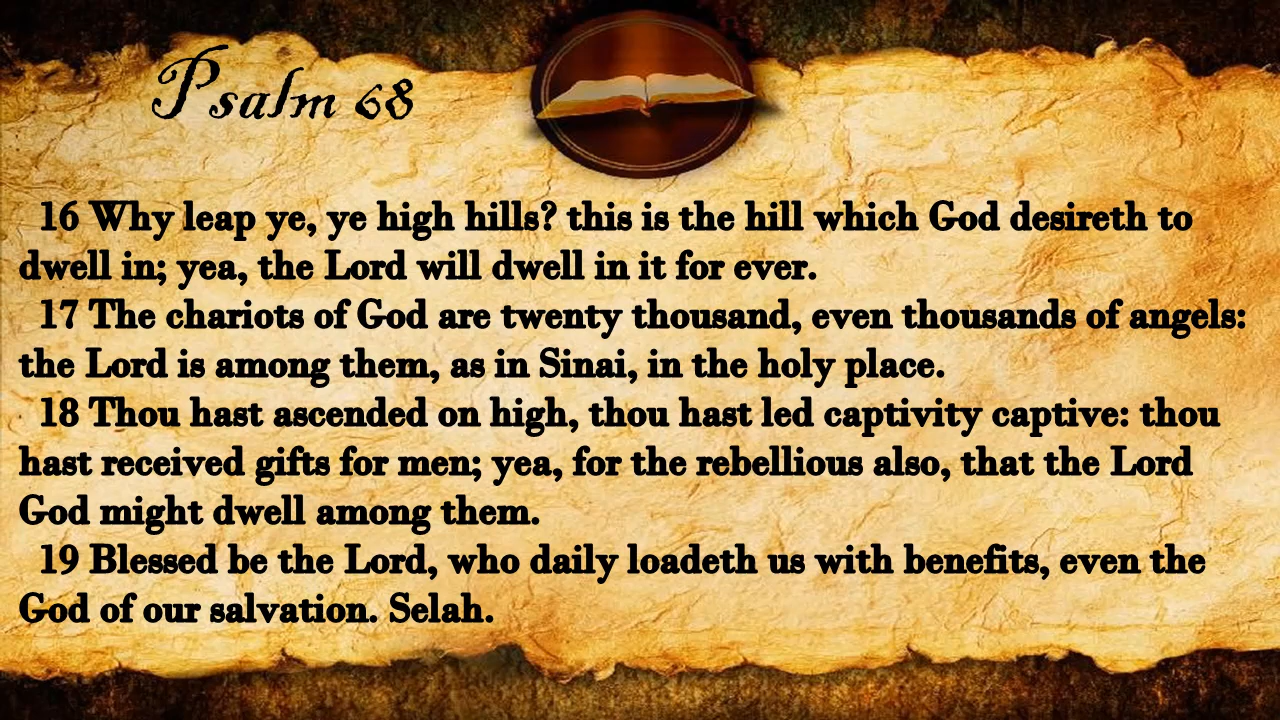 Psalm 68
16 Why leap ye, ye high hills? this is the hill which God desireth to
dwell in; yea, the Lord will dwell in it for ever.
17 The chariots of God are twenty thousand, even thousands of angels:
the Lord is among them, as in Sinai, in the holy place.
18 Thou hast ascended on high, thou hast led captivity captive: thou
hast received gifts for men; yea, for the rebellious also, that the Lord
God might dwell among them.
19 Blessed be the Lord, who daily loadeth us with benefits, even the
God of our salvation. Selah.